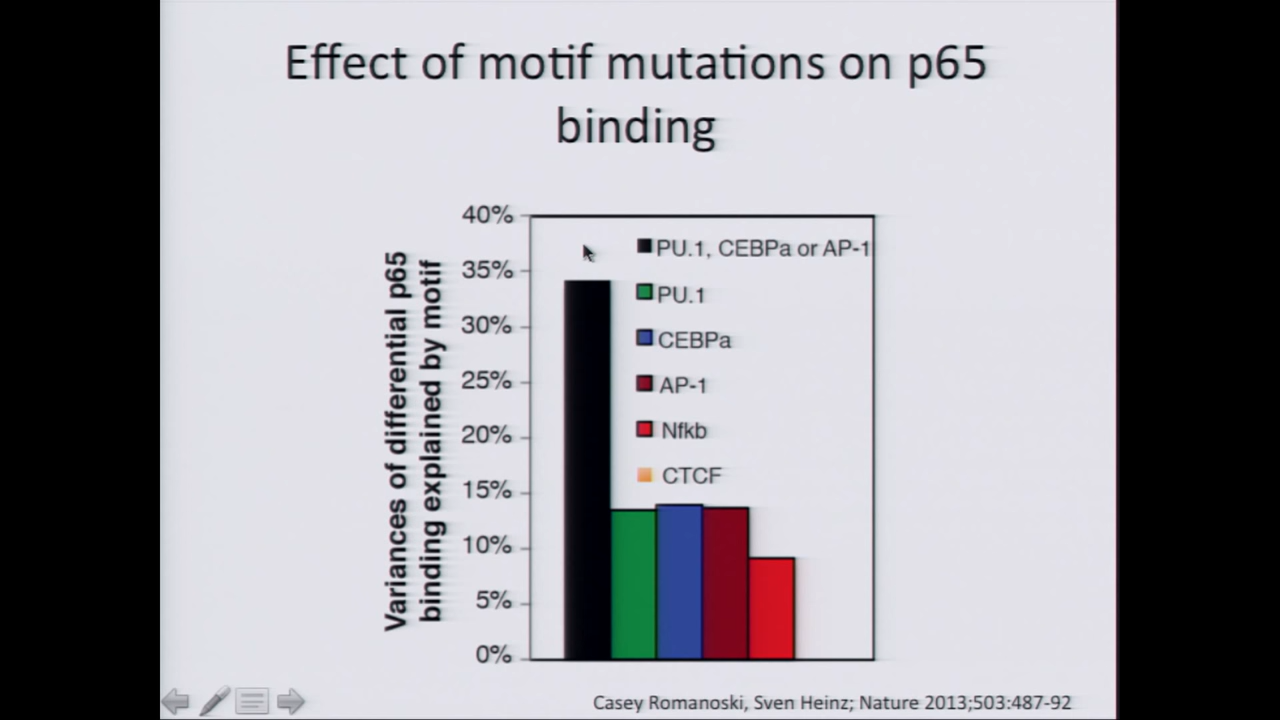 Effect of motif mutations on p65
binding
Variances of differential p65
binding explained by motif
40%
35%
30%
25%
20%
15%
10%
5%
0%
PU.1, CEBPa or AP-1
PU.1
CEBPa
AP-1
Nfkb
CTCF
Casey Romanoski, Sven Heinz; Nature 2013;503:487-92